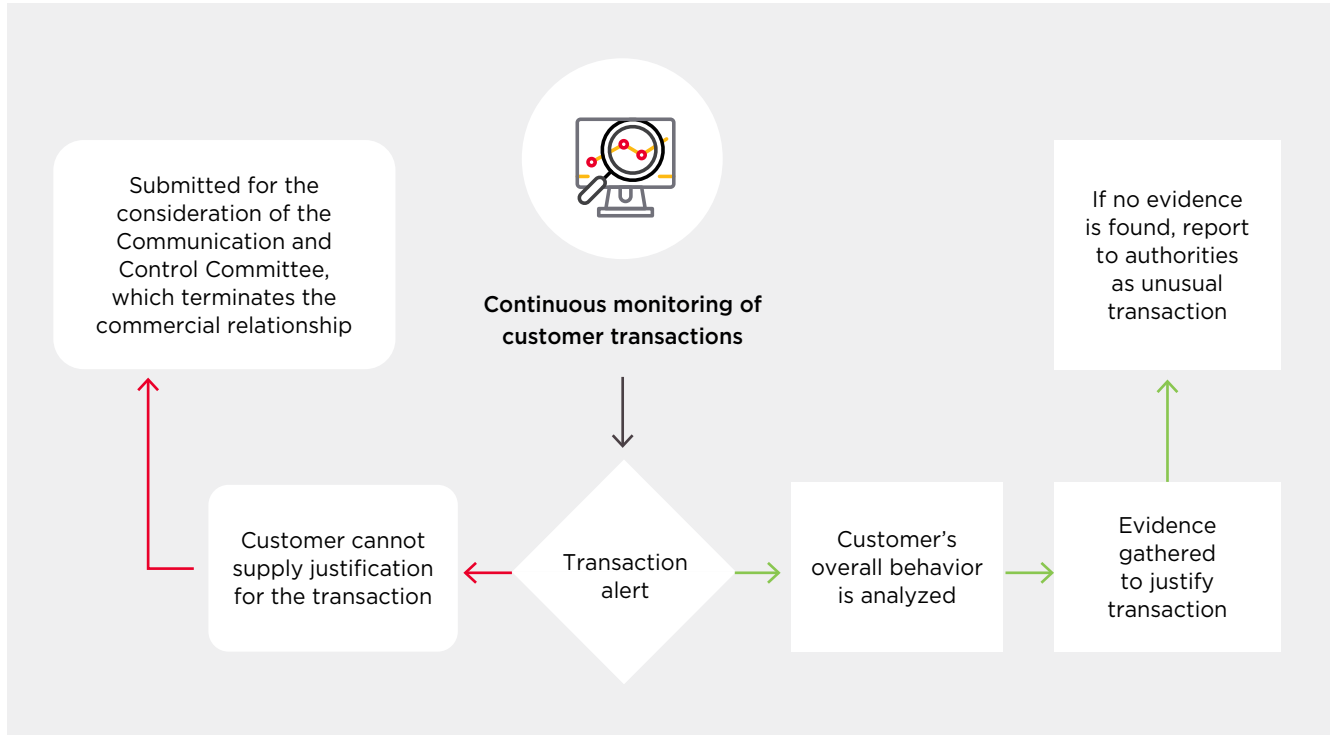 Continuous monitoring of
customer transactions
Transaction
alert
Customer cannot
supply justification
for the transaction
Submitted for the
consideration of the
Communication and
Control Committee,
which terminates the
commercial relationship
Customer’s
overall behavior
is analyzed
Evidence
gathered
to justify
transaction
If no evidence
is found, report
to authorities
as unusual
transaction